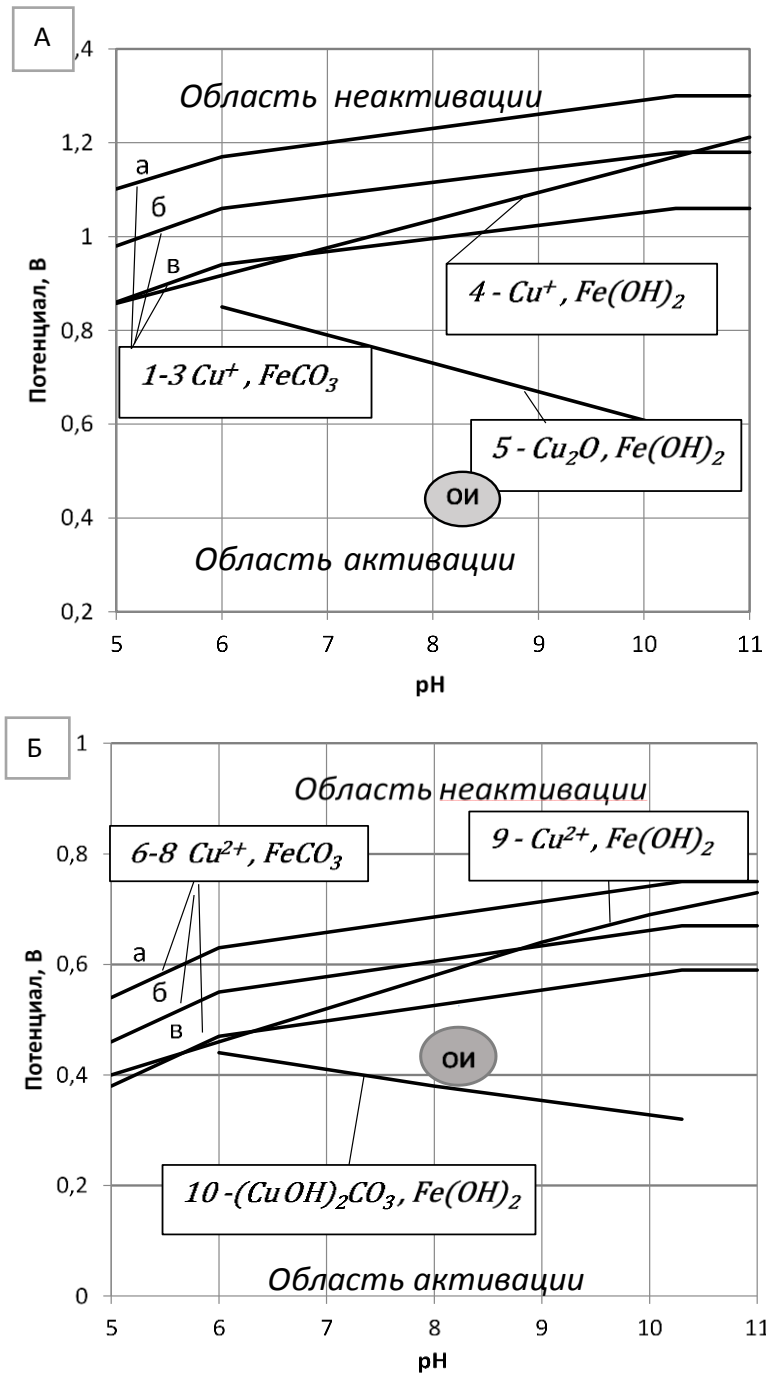 А
,4
Область неактивации
1,2
а
б
1
в
4 - Cu⁺, Fe(OH)₂
0,8
1-3 Cu⁺, FeCO₃
0,6
5 - Cu₂O, Fe(OH)₂
ОИ
0,4
Область активации
0,2
5 6 7 8 9 10 11
pH
Потенциал, В
Б
1
Область неактивации
6-8 Cu²⁺, FeCO₃
9 - Cu²⁺, Fe(OH)₂
0,8
а
0,6
б
в
ОИ
0,4
10 -(CuOH)₂CO₃, Fe(OH)₂
0,2
Область активации
0
5 6 7 8 9 10 11
pH
Потенциал, В